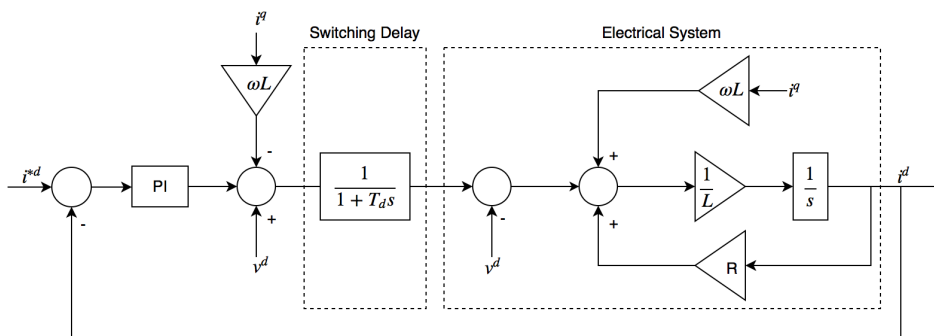 i^q
Switching Delay
Electrical System
ωL
ωL
i^q
-
+
i^{*d}
PI
1
1 + T_d s
1
L
1
s
i^d
-
+
-
+
R
v^d
v^d